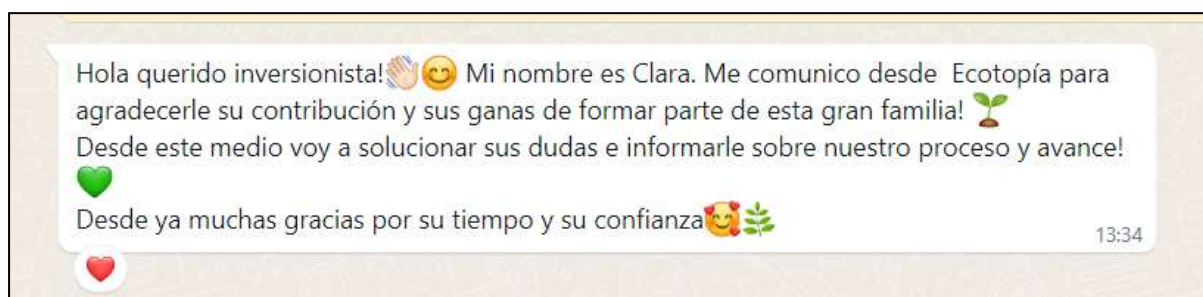 Hola querido inversionista!👋🏻😊 Mi nombre es Clara. Me comunico desde  Ecotopía para
agradecerle su contribución y sus ganas de formar parte de esta gran familia! 🌱
Desde este medio voy a solucionar sus dudas e informarle sobre nuestro proceso y avance!
💚
Desde ya muchas gracias por su tiempo y su confianza🥰🌿
13:34
❤️